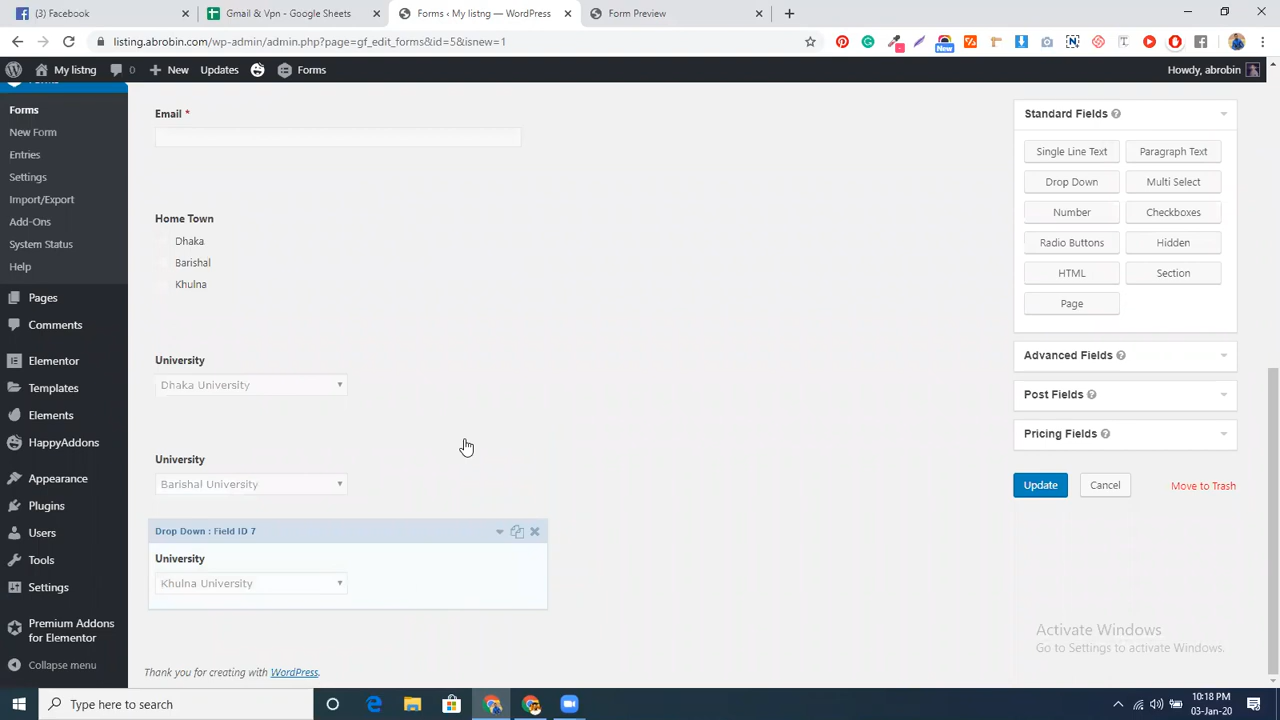 (3) Facebook
Gmail & Vpn - Google Sheets
Forms ‹ My listng — WordPress
Form Preview
listing.abrobin.com/wp-admin/admin.php?page=gf_edit_forms&id=5&isnew=1
New
My listng
0
New
Updates
Forms
Howdy, abrobin
Forms
New Form
Entries
Settings
Import/Export
Add-Ons
System Status
Help
Pages
Comments
Elementor
Templates
Elements
HappyAddons
Appearance
Plugins
Users
Tools
Settings
Premium Addons
for Elementor
Collapse menu
Email *
Home Town
Dhaka
Barishal
Khulna
University
Dhaka University
University
Barishal University
Drop Down : Field ID 7
University
Khulna University
Thank you for creating with WordPress.
Standard Fields
Single Line Text
Paragraph Text
Drop Down
Multi Select
Number
Checkboxes
Radio Buttons
Hidden
HTML
Section
Page
Advanced Fields
Post Fields
Pricing Fields
Update
Cancel
Move to Trash
Activate Windows
Go to Settings to activate Windows.
Type here to search
10:18 PM
03-Jan-20